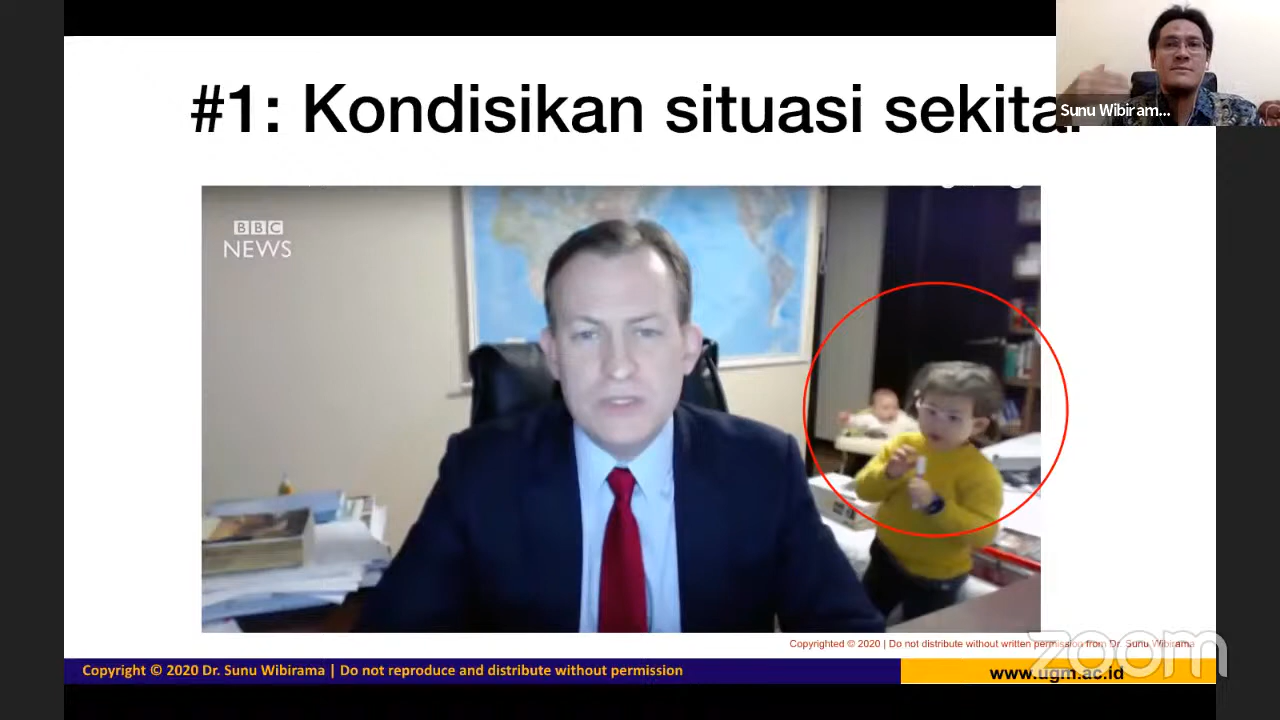 #1: Kondisikan situasi sekitar
Sunu Wibiram...
BBC
NEWS
Copyrighted © 2020 | Do not distribute without written permission from Dr. Sunu Wibirama
zoom
Copyright © 2020 Dr. Sunu Wibirama | Do not reproduce and distribute without permission
www.ugm.ac.id